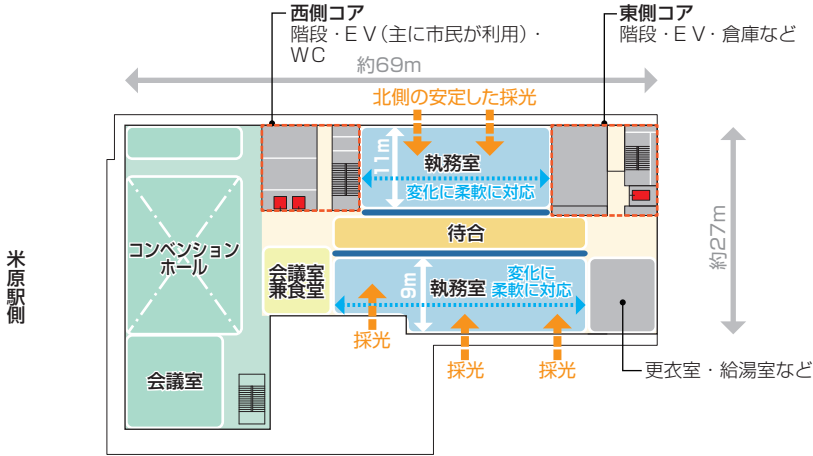 西側コア
階段・ＥＶ（主に市民が利用）・
ＷＣ
東側コア
階段・ＥＶ・倉庫など
約69m
北側の安定した採光
11m
執務室
変化に柔軟に対応
待合
約27m
コンベンション
ホール
会議室
兼食堂
9m
執務室
変化に
柔軟に対応
米原駅側
会議室
採光
採光
採光
更衣室・給湯室など